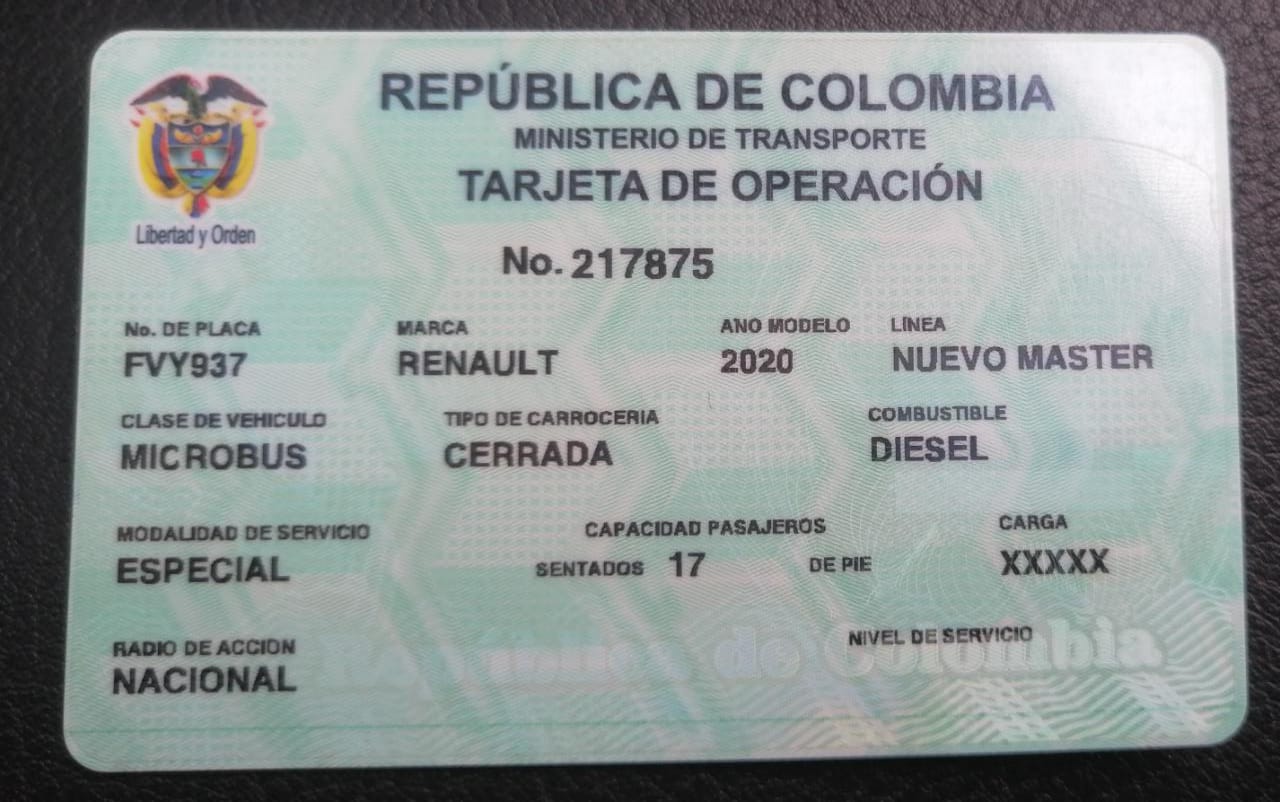 REPÚBLICA DE COLOMBIA
MINISTERIO DE TRANSPORTE
TARJETA DE OPERACIÓN
Libertad y Orden
No. 217875
No. DE PLACA MARCA ANO MODELO LINEA
FVY937 RENAULT 2020 NUEVO MASTER
CLASE DE VEHICULO TIPO DE CARROCERIA COMBUSTIBLE
MICROBUS CERRADA DIESEL
MODALIDAD DE SERVICIO CAPACIDAD PASAJEROS CARGA
ESPECIAL SENTADOS 17 DE PIE XXXXX
RADIO DE ACCION NIVEL DE SERVICIO
NACIONAL
de Colombia